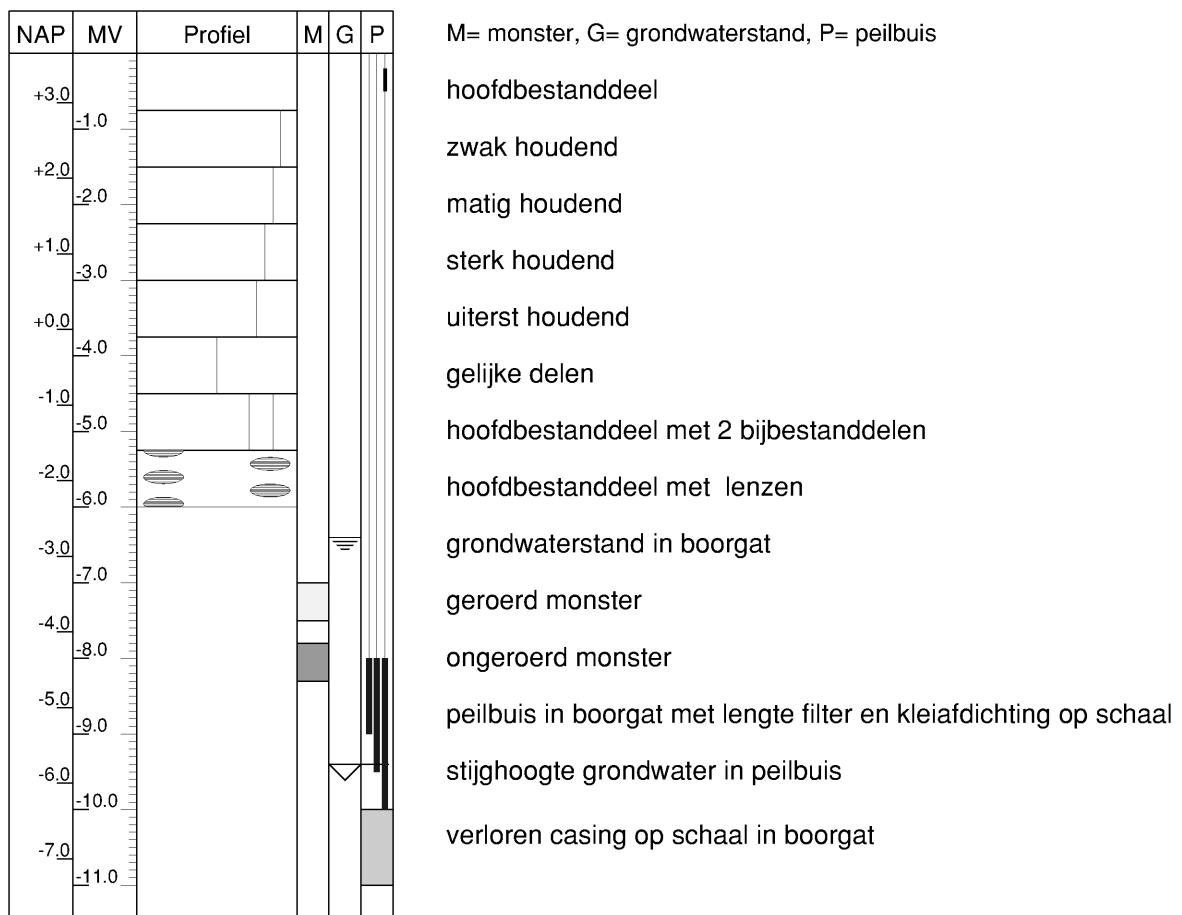 NAP MV Profiel M G P M= monster, G= grondwaterstand, P= peilbuis
hoofdbestanddeel
+3.0
-1.0
zwak houdend
+2.0
-2.0
matig houdend
+1.0
-3.0
sterk houdend
+0.0
uiterst houdend
-4.0
gelijke delen
-1.0
-5.0
hoofdbestanddeel met 2 bijbestanddelen
-2.0
-6.0
hoofdbestanddeel met lenzen
-3.0
grondwaterstand in boorgat
-7.0
geroerd monster
-4.0
-8.0
ongeroerd monster
-5.0
-9.0
peilbuis in boorgat met lengte filter en kleiafdichting op schaal
-6.0
stijghoogte grondwater in peilbuis
-10.0
verloren casing op schaal in boorgat
-7.0
-11.0